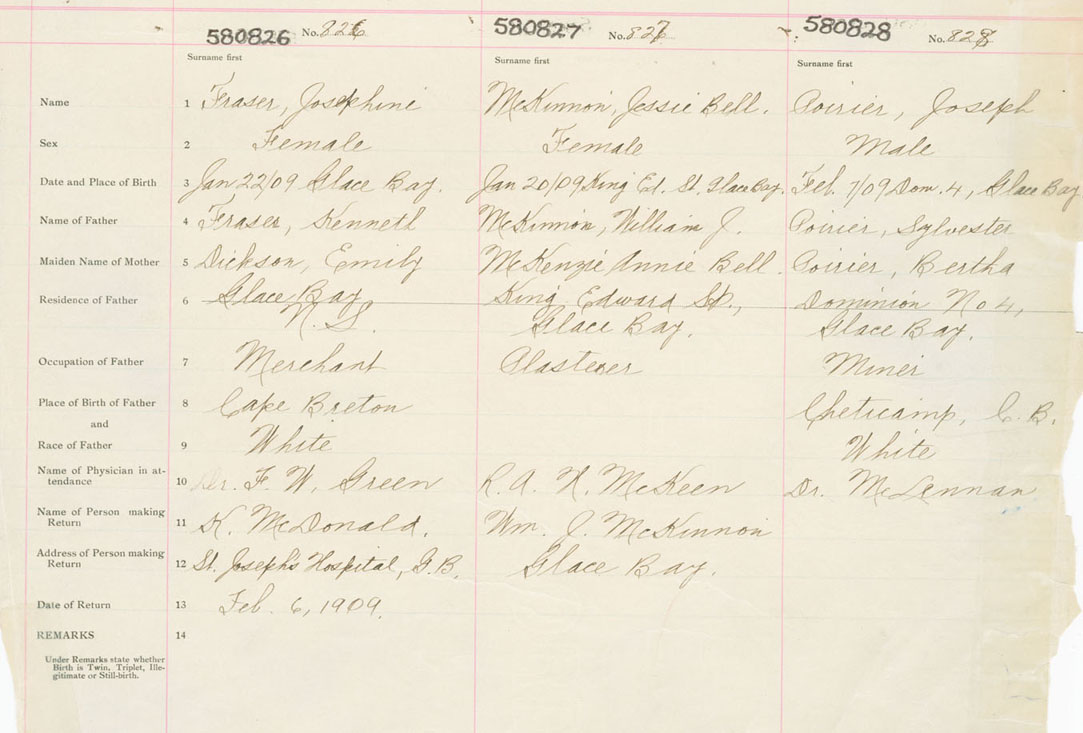 580826 No. 826 580827 No. 827 580828 No. 828
Surname first Surname first Surname first
Name 1 Fraser, Josephine McKinnon, Jessie Bell. Poirier, Joseph
Sex 2 Female Female Male
Date and Place of Birth 3 Jan 22/09 Glace Bay. Jan 20/09 King Ed. St. Glace Bay. Feb. 7/09 Dom. 4, Glace Bay
Name of Father 4 Fraser, Kenneth McKinnon, William J. Poirier, Sylvester
Maiden Name of Mother 5 Dickson, Emily McKenzie Annie Bell. Poirier, Bertha
Residence of Father 6 Glace Bay King Edward St., Dominion No 4,
N. S. Glace Bay. Glace Bay.
Occupation of Father 7 Merchant Plasterer Miner
Place of Birth of Father 8 Cape Breton Cheticamp, C. B.
and
Race of Father 9 White White
Name of Physician in at-
tendance 10 Dr. F. W. Green R. A. H. McKeen Dr. McLennan
Name of Person making
Return 11 K. McDonald. Wm. J. McKinnon
Address of Person making
Return 12 St. Joseph's Hospital, G.B. Glace Bay.
Date of Return 13 Feb. 6, 1909.
REMARKS 14
Under Remarks state whether
Birth is Twin, Triplet, Ille-
gitimate or Still-birth.